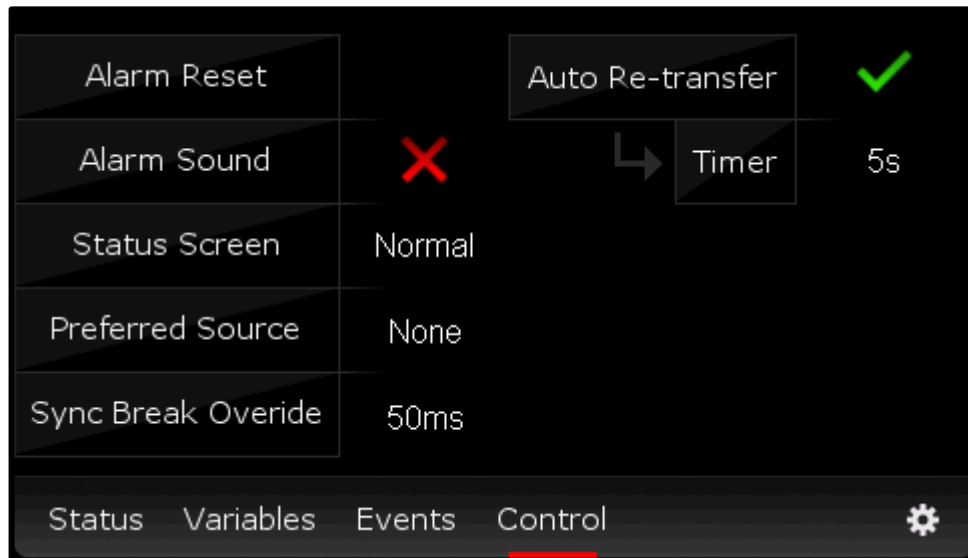 Alarm Reset
Auto Re-transfer
Alarm Sound
Timer
5s
Status Screen
Normal
Preferred Source
None
Sync Break Overide
50ms
Status Variables Events Control